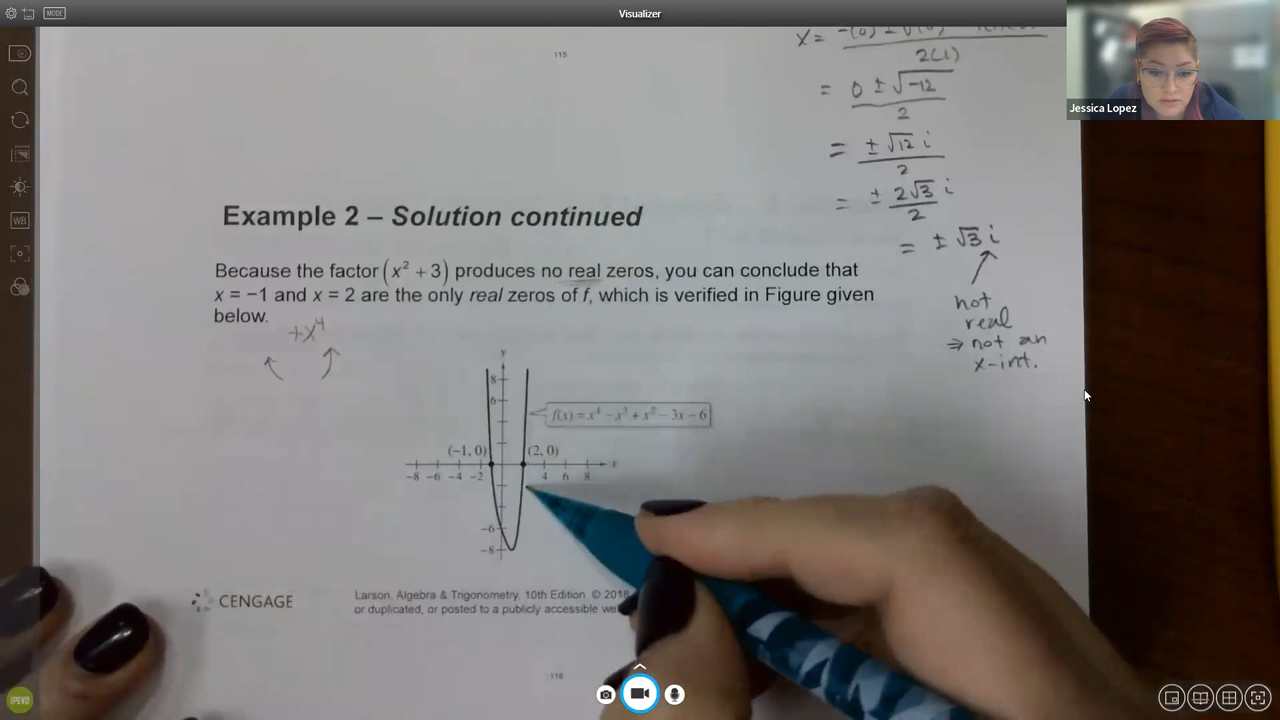 MODE
Visualizer
WB
Jessica Lopez
115
x =
2(1)
= 0 ± √-12
2
= ± √12 i
2
= ± 2√3 i
2
= ± √3 i
not
real
⇒ not an
x-int.
Example 2 – Solution continued
Because the factor (x² + 3) produces no real zeros, you can conclude that
x = −1 and x = 2 are the only real zeros of f, which is verified in Figure given
below.
+x⁴
y
8
6
f(x) = x⁴ − x³ + x² − 3x − 6
(−1, 0) (2, 0)
x
−8 −6 −4 −2 4 6 8
−6
−8
CENGAGE
Larson, Algebra & Trigonometry, 10th Edition. © 2018
or duplicated, or posted to a publicly accessible
116
IPEVO